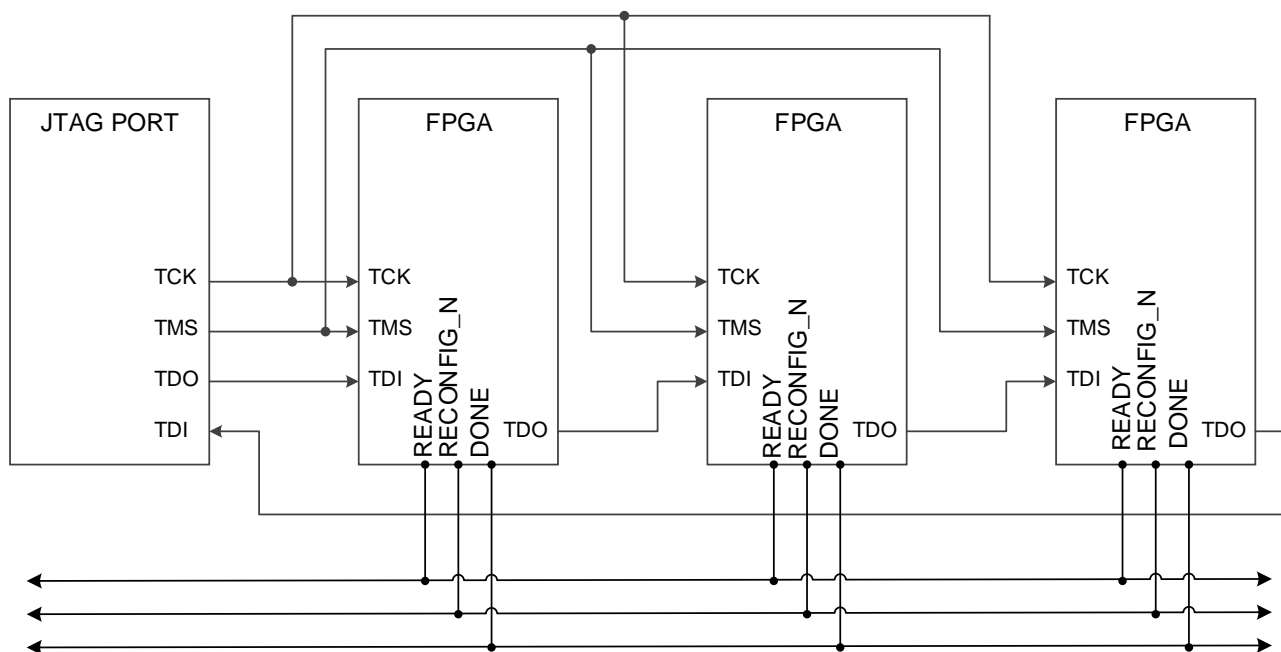 JTAG PORT
TCK
TMS
TDO
TDI
FPGA
TCK
TMS
TDI
READY
RECONFIG_N
DONE
TDO
FPGA
TCK
TMS
TDI
READY
RECONFIG_N
DONE
TDO
FPGA
TCK
TMS
TDI
READY
RECONFIG_N
DONE
TDO